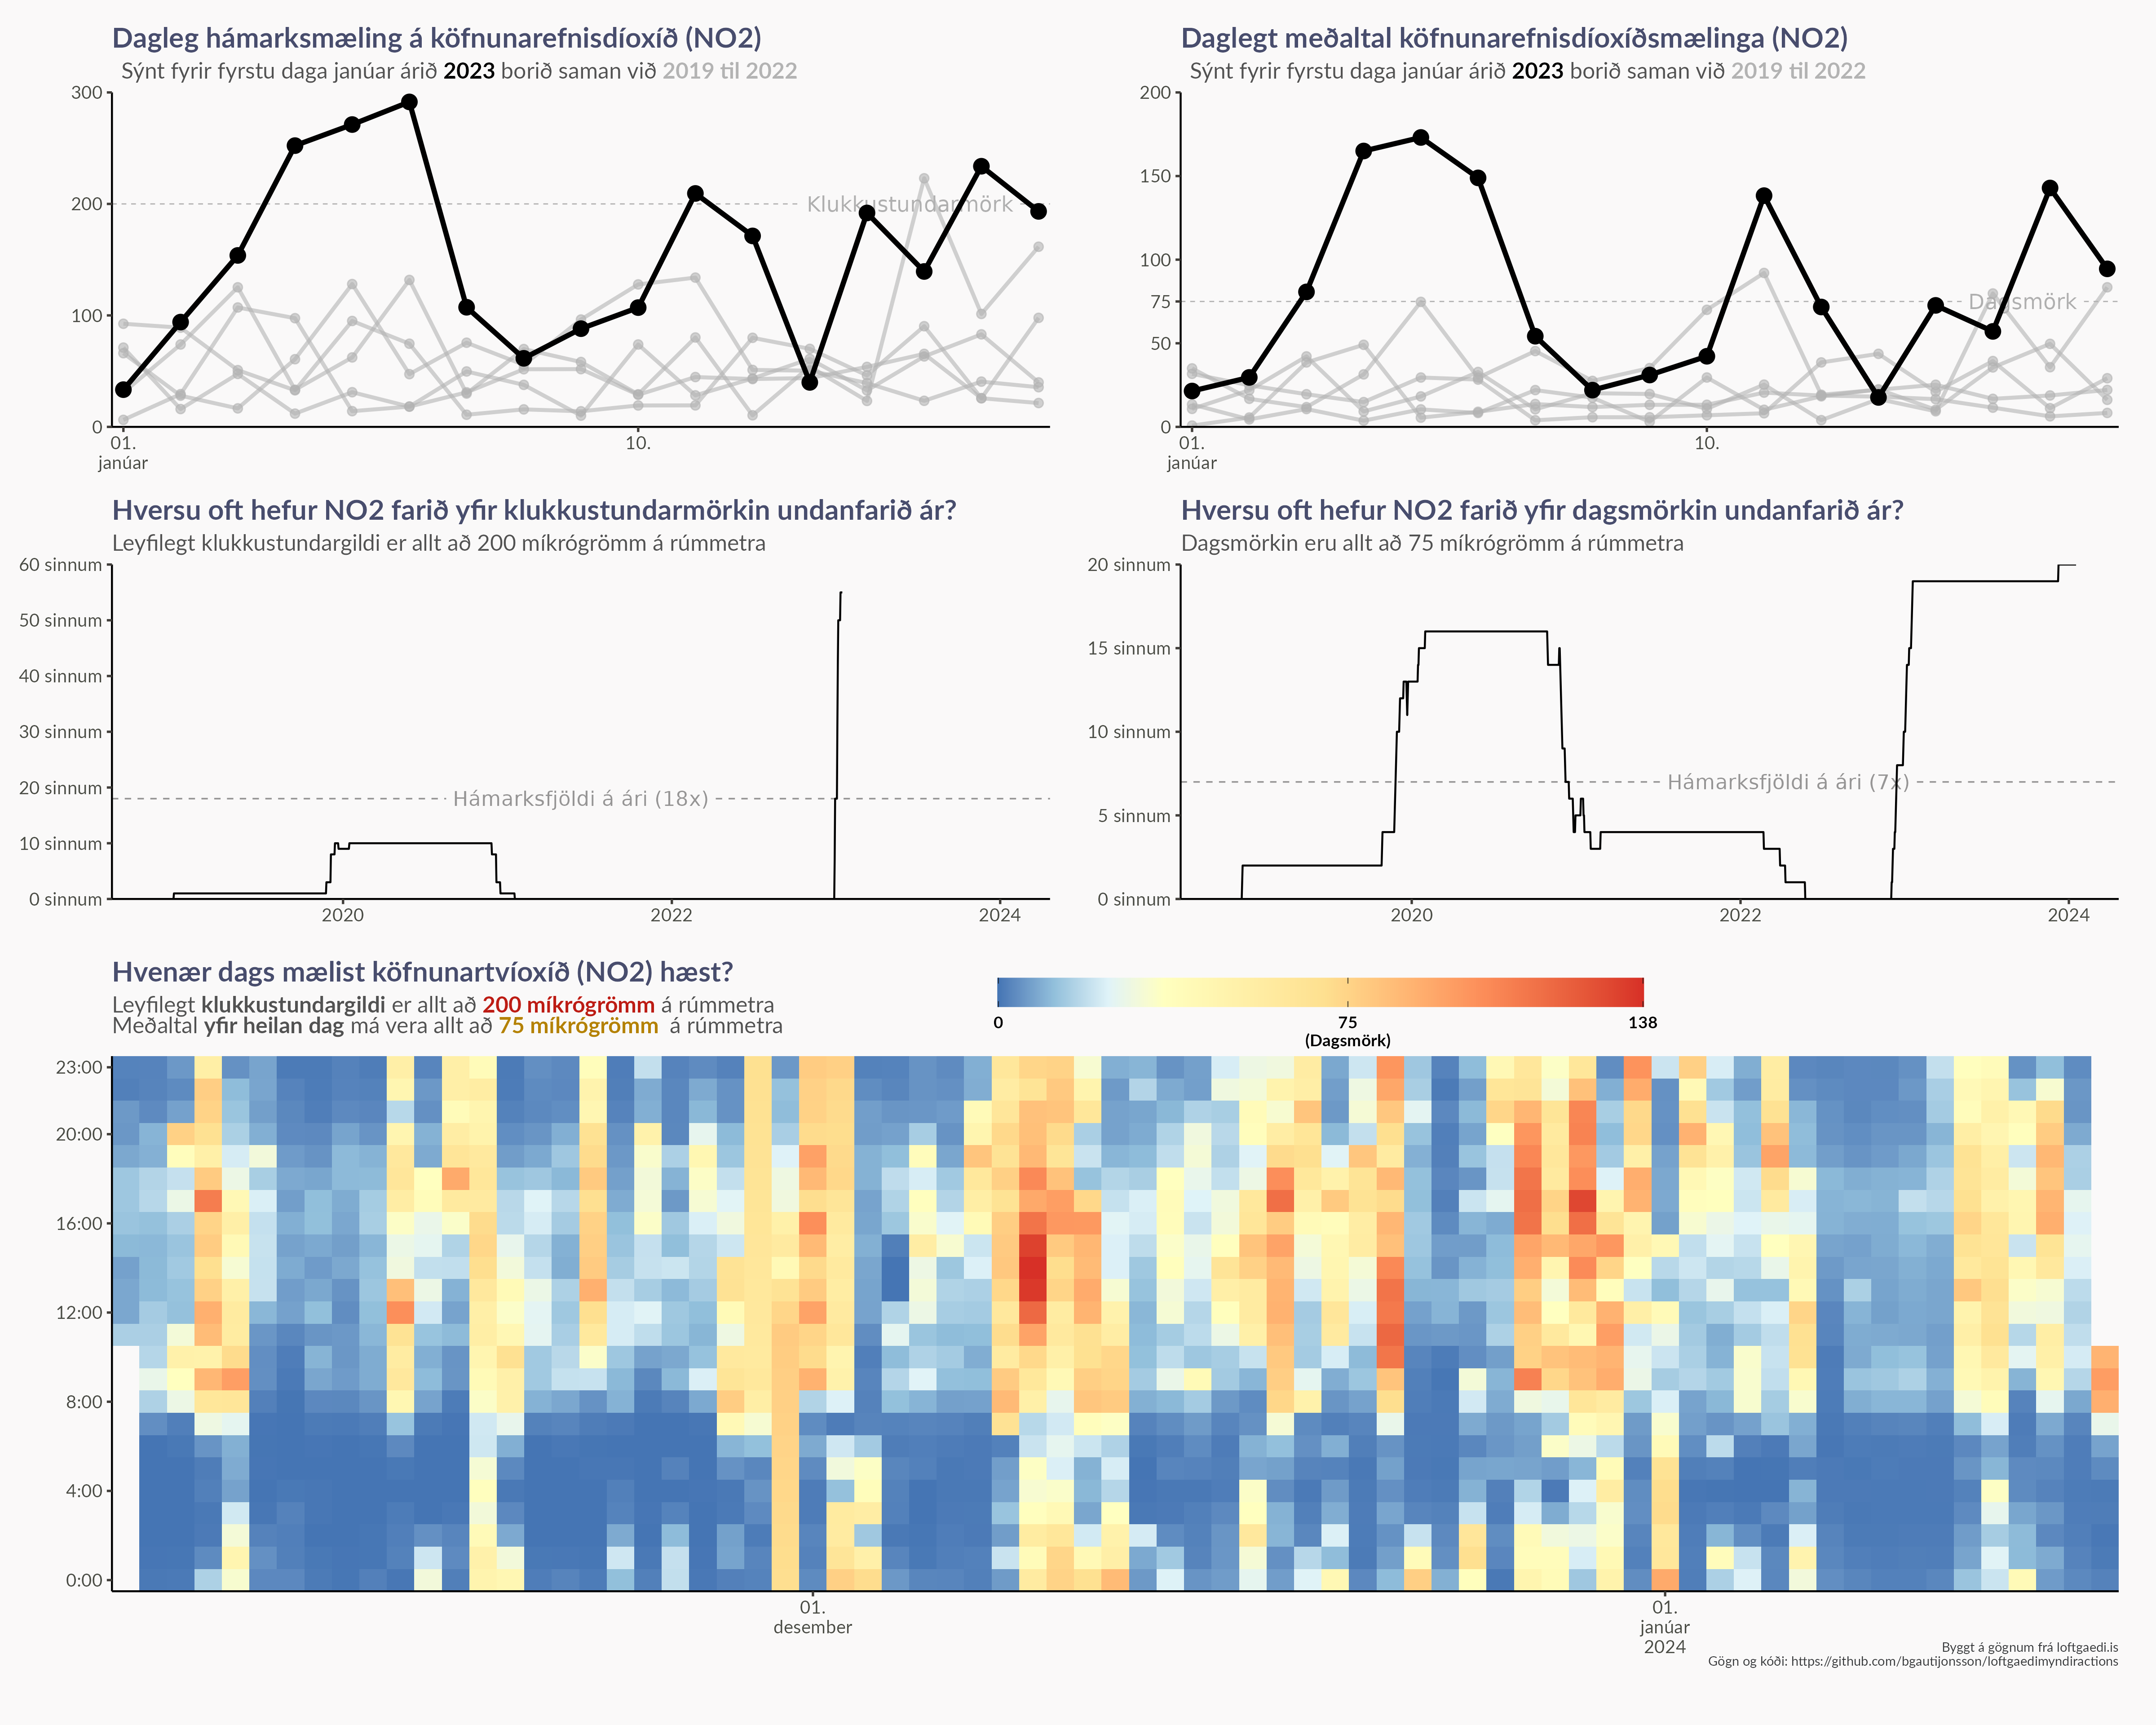 Dagleg hámarksmæling á köfnunarefnisdíoxíð (NO2)
Sýnt fyrir fyrstu daga janúar árið 2023 borið saman við 2019 til 2022
300
200
100
0
Klukkustundarmörk
01.
janúar
10.
Daglegt meðaltal köfnunarefnisdíoxíðsmælinga (NO2)
Sýnt fyrir fyrstu daga janúar árið 2023 borið saman við 2019 til 2022
200
150
100
75
50
0
Dagsmörk
01.
janúar
10.
Hversu oft hefur NO2 farið yfir klukkustundarmörkin undanfarið ár?
Leyfilegt klukkustundargildi er allt að 200 míkrógrömm á rúmmetra
60 sinnum
50 sinnum
40 sinnum
30 sinnum
20 sinnum
10 sinnum
0 sinnum
Hámarksfjöldi á ári (18x)
2020
2022
2024
Hversu oft hefur NO2 farið yfir dagsmörkin undanfarið ár?
Dagsmörkin eru allt að 75 míkrógrömm á rúmmetra
20 sinnum
15 sinnum
10 sinnum
5 sinnum
0 sinnum
Hámarksfjöldi á ári (7x)
2020
2022
2024
Hvenær dags mælist köfnunartvíoxíð (NO2) hæst?
Leyfilegt klukkustundargildi er allt að 200 míkrógrömm á rúmmetra
Meðaltal yfir heilan dag má vera allt að 75 míkrógrömm á rúmmetra
0
75
(Dagsmörk)
138
23:00
20:00
16:00
12:00
8:00
4:00
0:00
01.
desember
01.
janúar
2024
Byggt á gögnum frá loftgaedi.is
Gögn og kóði: https://github.com/bgautijonsson/loftgaedimyndiractions